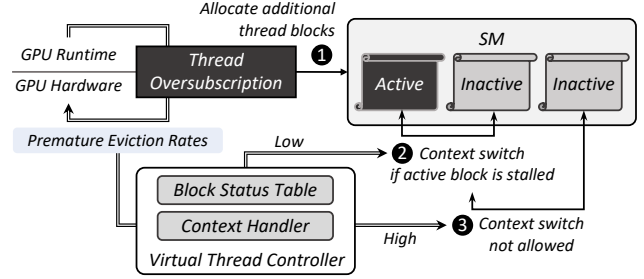 Allocate additional
thread blocks
1
SM
GPU Runtime
GPU Hardware
Thread
Oversubscription
Active
Inactive
Inactive
Premature Eviction Rates
Low
2 Context switch
if active block is stalled
Block Status Table
Context Handler
Virtual Thread Controller
High
3 Context switch
not allowed